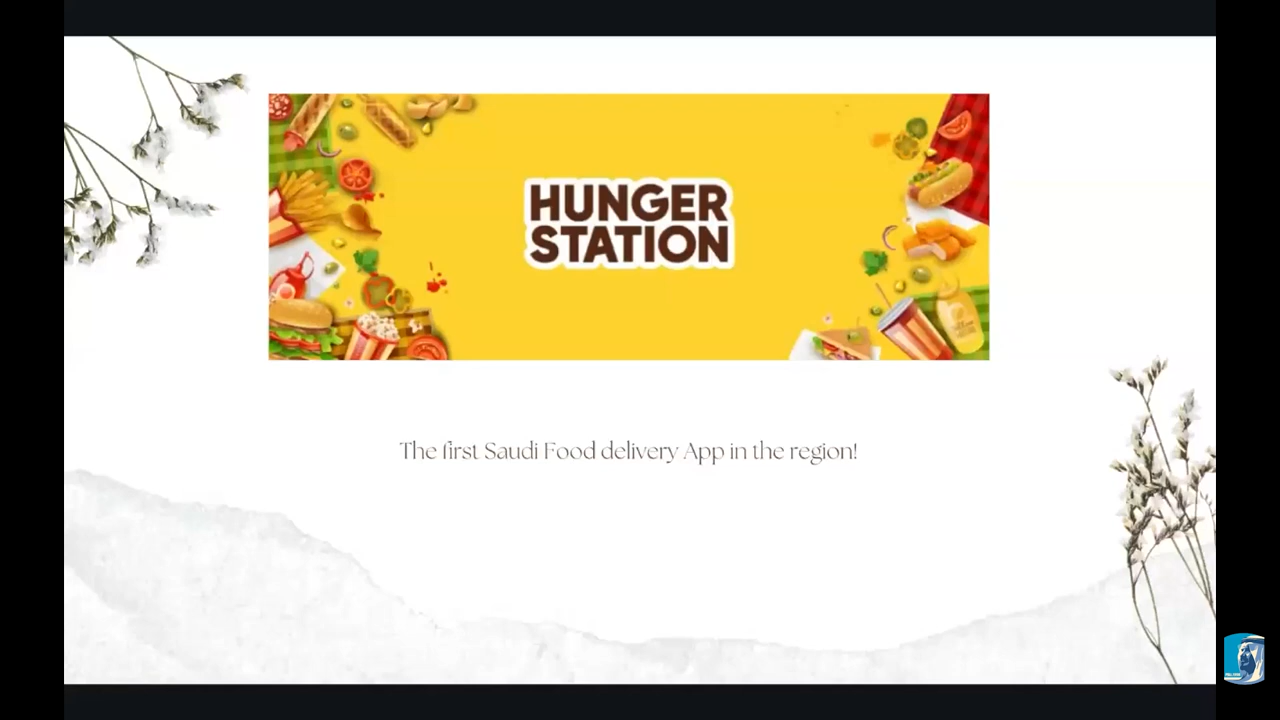 HUNGER
STATION
The first Saudi Food delivery App in the region!